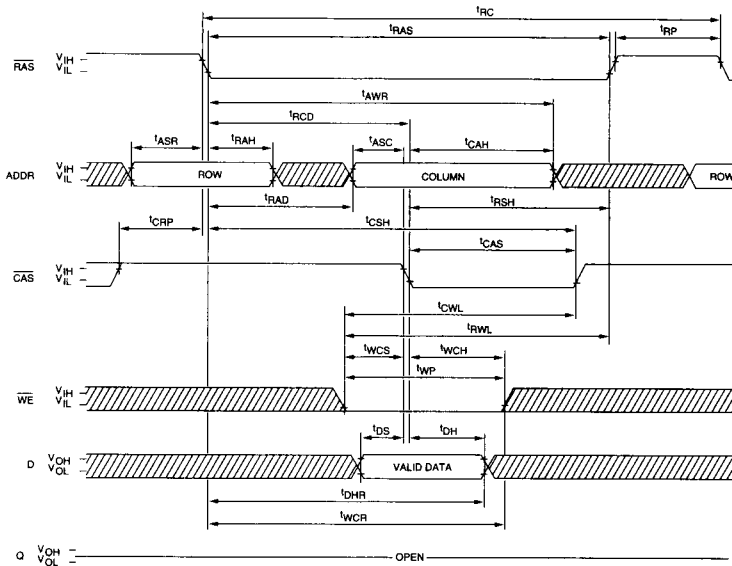 tRC
tRAS
tRP
RAS VIH VIL
tAWR
tRCD
tASR tRAH tASC tCAH
ADDR VIH VIL ROW COLUMN ROW
tRAD tRSH
tCRP tCSH
tCAS
CAS VIH VIL
tCWL
tRWL
tWCS tWCH
tWP
WE VIH VIL
tDS tDH
D VOH VOL VALID DATA
tDHR
tWCR
Q VOH VOL OPEN